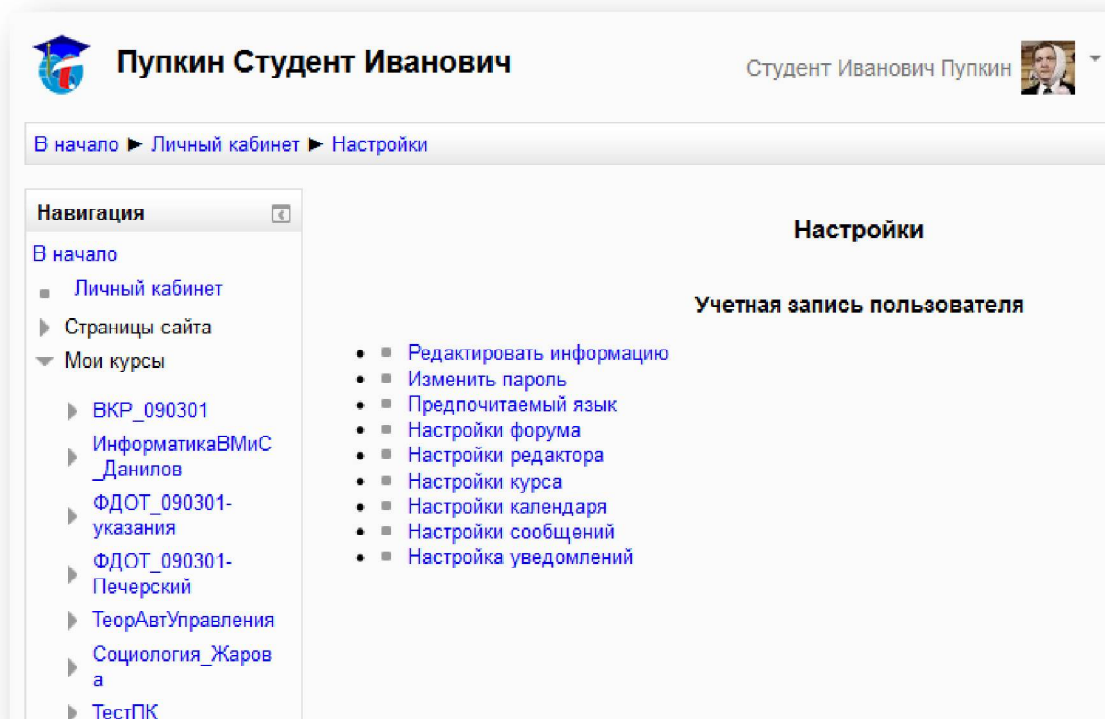 Пупкин Студент Иванович
Студент Иванович Пупкин
В начало ► Личный кабинет ► Настройки
Навигация
В начало
Личный кабинет
Страницы сайта
Мои курсы
ВКР_090301
ИнформатикаВМиС
_Данилов
ФДОТ_090301-
указания
ФДОТ_090301-
Печерский
ТеорАвтУправления
Социология_Жаров
а
ТестПК
Настройки
Учетная запись пользователя
Редактировать информацию
Изменить пароль
Предпочитаемый язык
Настройки форума
Настройки редактора
Настройки курса
Настройки календаря
Настройки сообщений
Настройка уведомлений